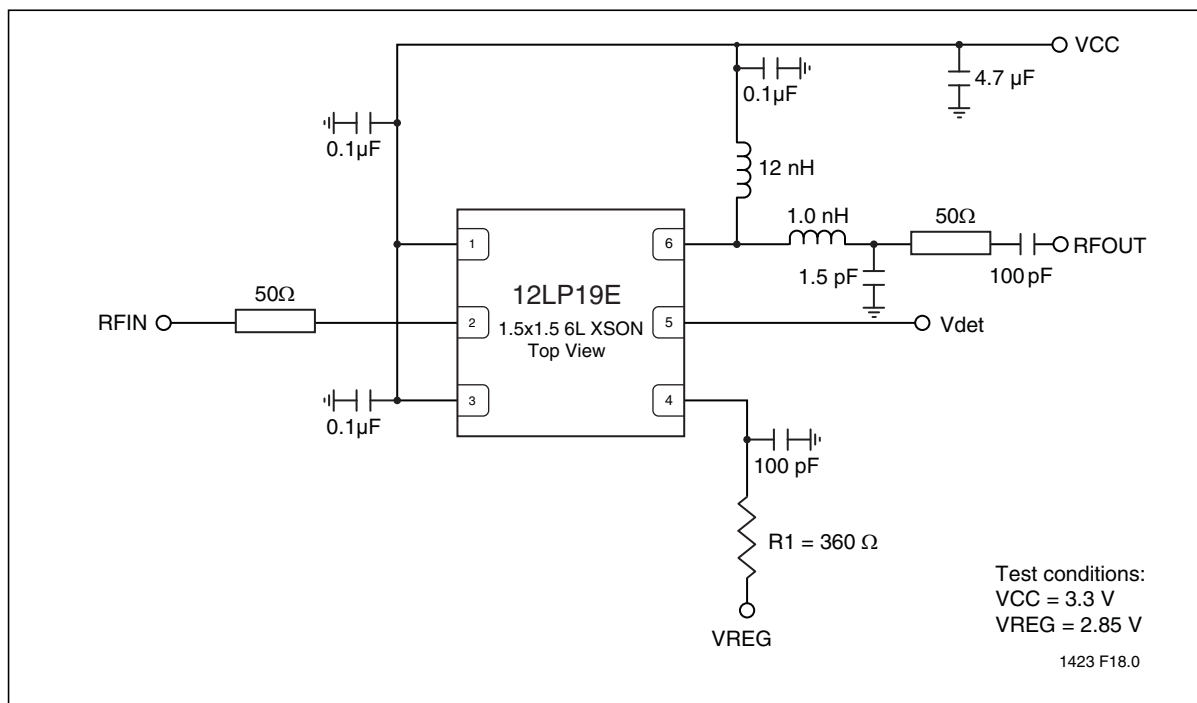 VCC
0.1µF
4.7 µF
0.1µF
12 nH
1.0 nH
50Ω
RFOUT
100 pF
1.5 pF
1
6
12LP19E
50Ω
RFIN
2
1.5x1.5 6L XSON
Top View
5
Vdet
3
4
0.1µF
100 pF
R1 = 360 Ω
VREG
Test conditions:
VCC = 3.3 V
VREG = 2.85 V
1423 F18.0